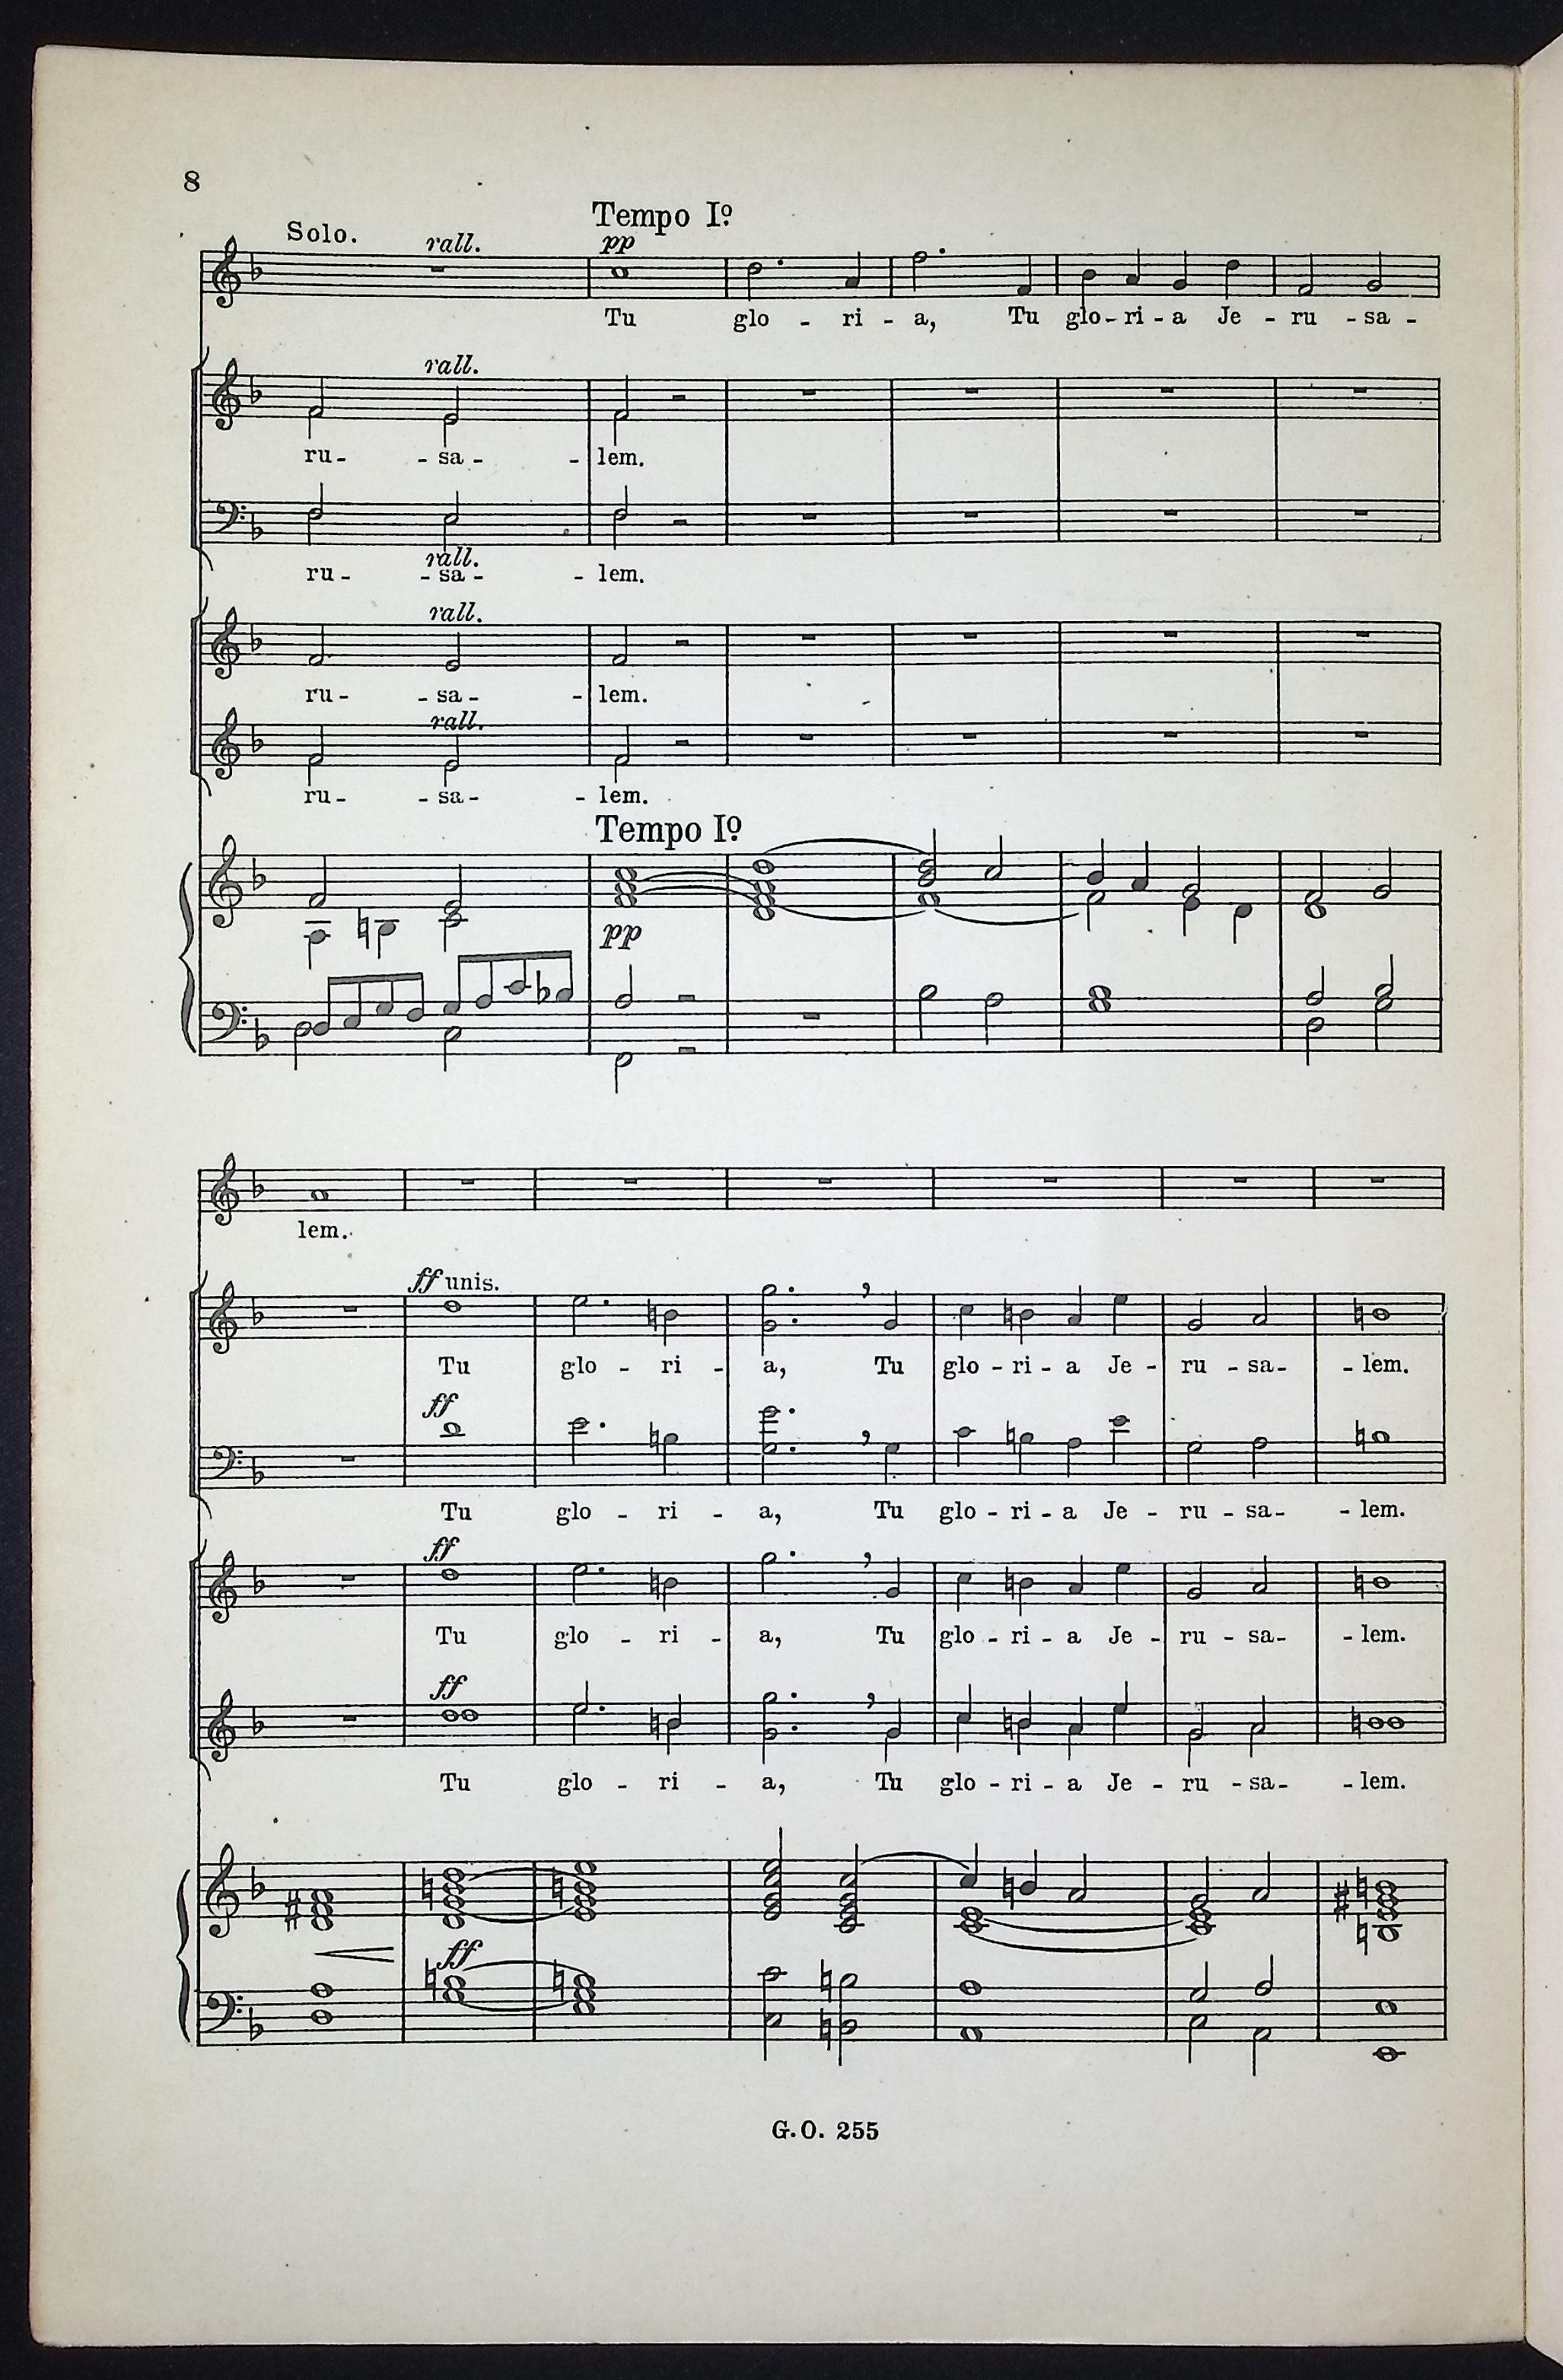 8
Tempo Iº
Solo. rall. pp
Tu glo - ri - a, Tu glo - ri - a Je - ru - sa -
rall.
ru - - sa - - lem.
rall.
ru - - sa - - lem.
rall.
ru - - sa - - lem.
rall.
ru - - sa - - lem.
Tempo Iº
pp
lem.
ff unis.
Tu glo - ri - a, Tu glo - ri - a Je - ru - sa - - lem.
ff
Tu glo - ri - a, Tu glo - ri - a Je - ru - sa - - lem.
ff
Tu glo - ri - a, Tu glo - ri - a Je - ru - sa - - lem.
ff
Tu glo - ri - a, Tu glo - ri - a Je - ru - sa - - lem.
ff
G.O. 255